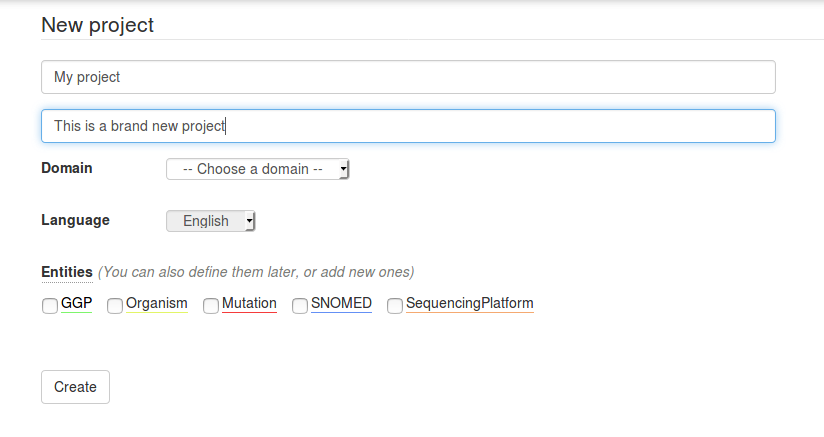 New project
My project
This is a brand new project
Domain -- Choose a domain --
Language English
Entities (You can also define them later, or add new ones)
GGP Organism Mutation SNOMED SequencingPlatform
Create